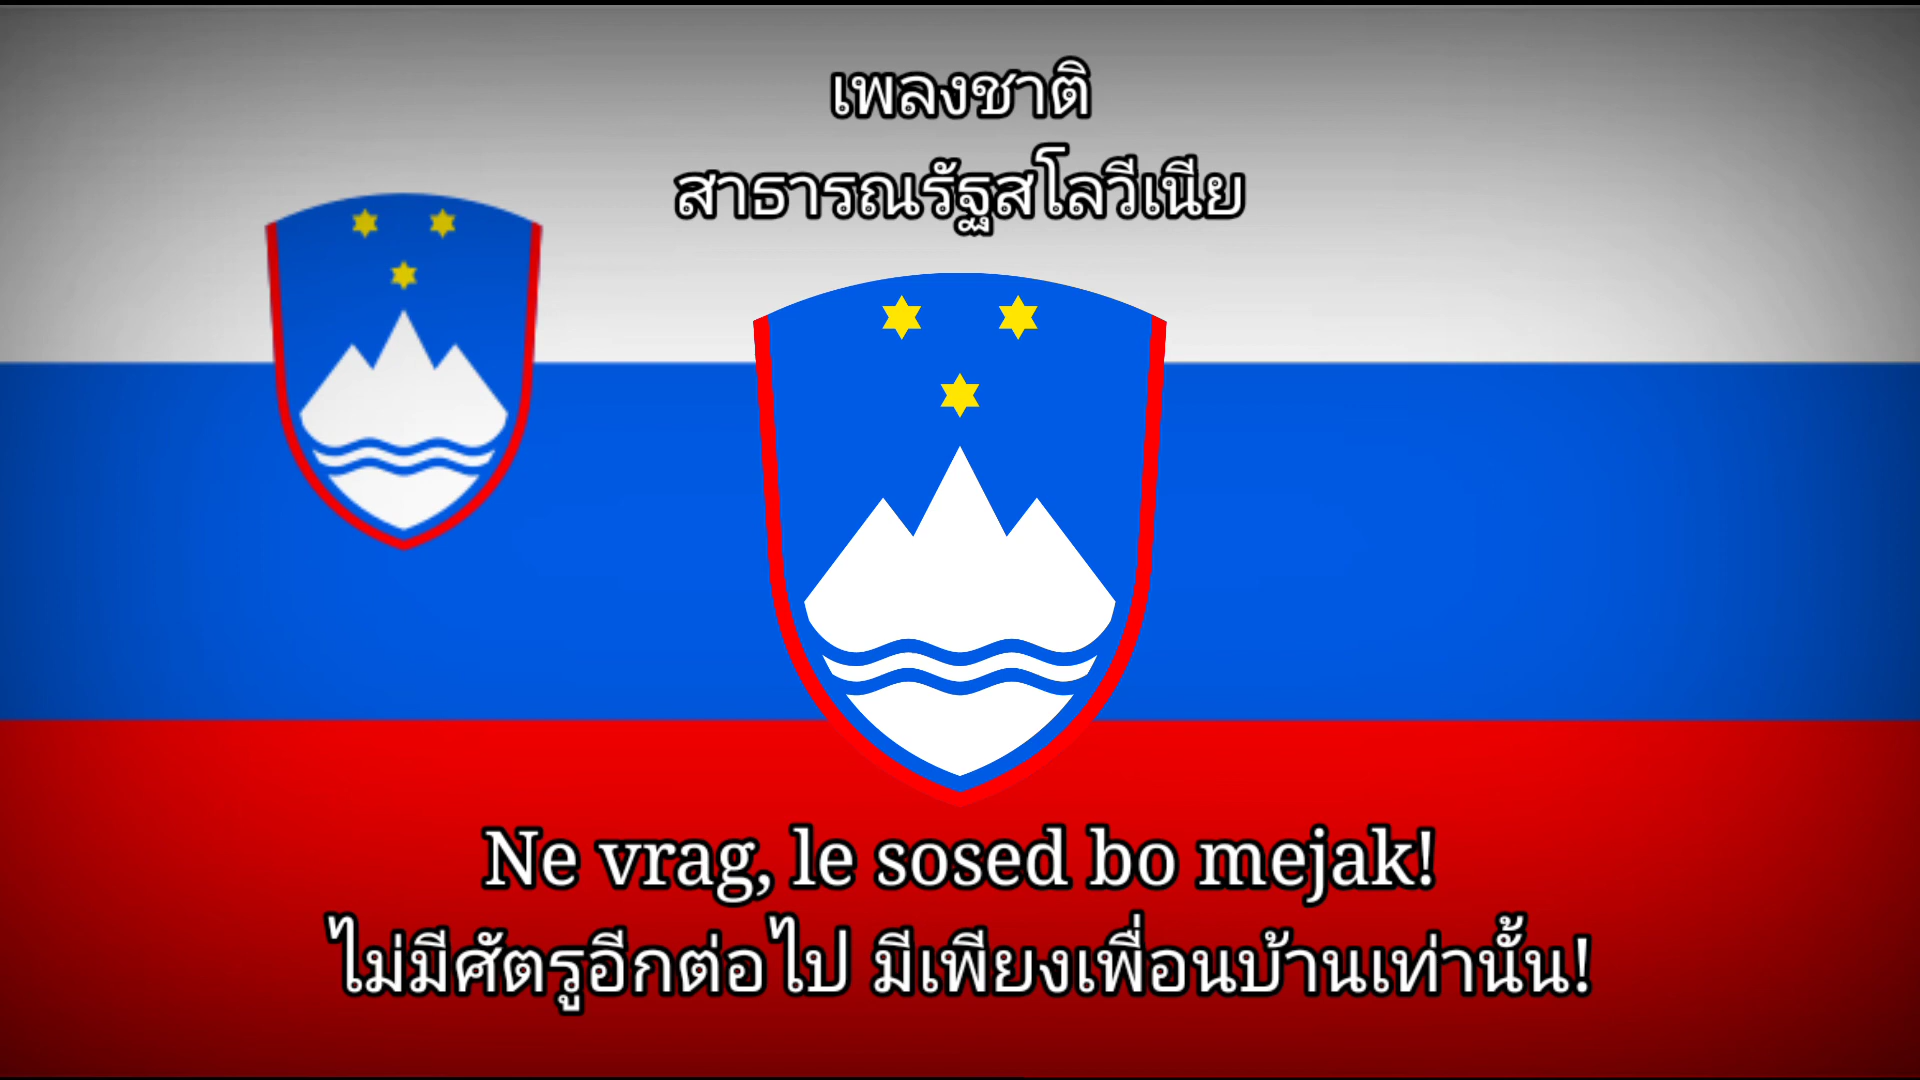 เพลงชาติ
สาธารณรัฐสโลวีเนีย
Ne vrag, le sosed bo mejak!
ไม่มีศัตรูอีกต่อไป มีเพียงเพื่อนบ้านเท่านั้น!